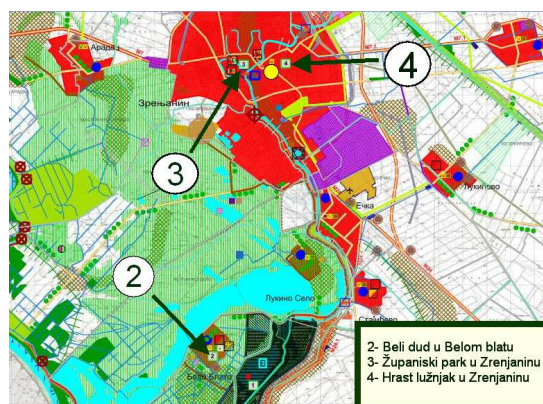 Арадац
4
Зрењанин
3
Лукићево
Ечка
2
Лукино Село
Стајићево
Бело Блато
1
2- Beli dud u Belom blatu
3- Županiski park u Zrenjaninu
4- Hrast lužnjak u Zrenjaninu